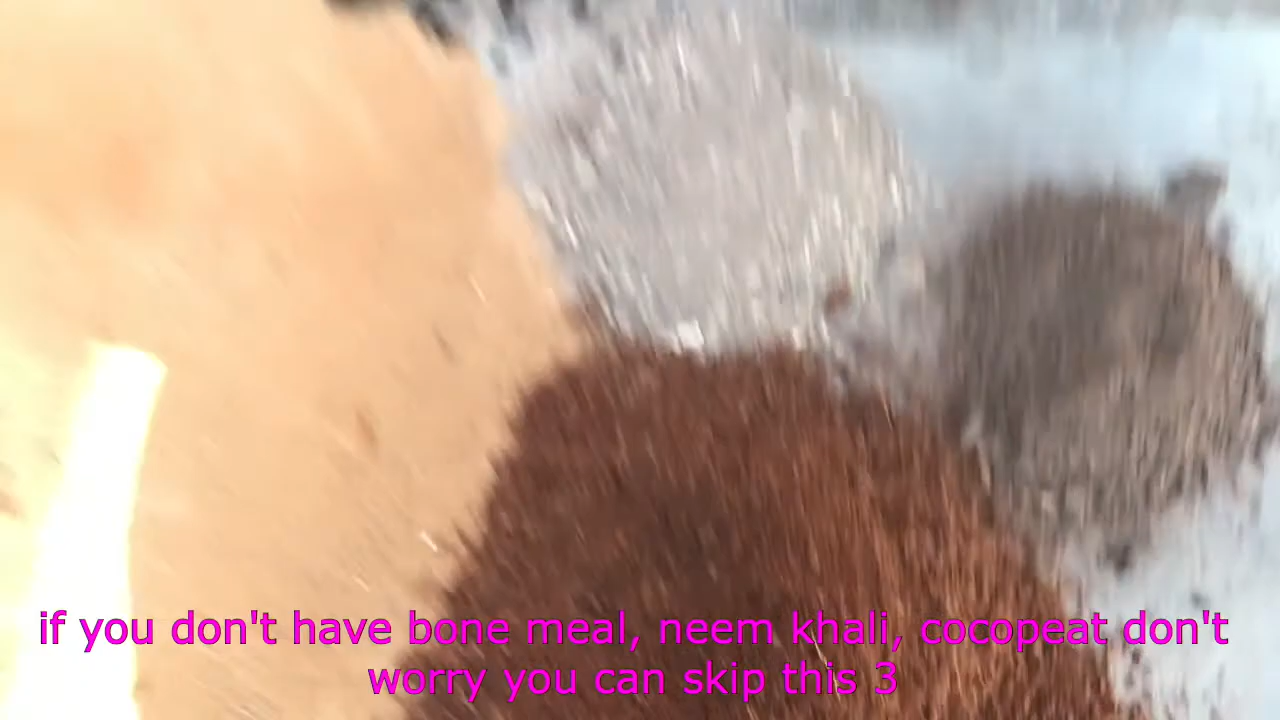 if you don't have bone meal, neem khali, cocopeat don't
worry you can skip this 3